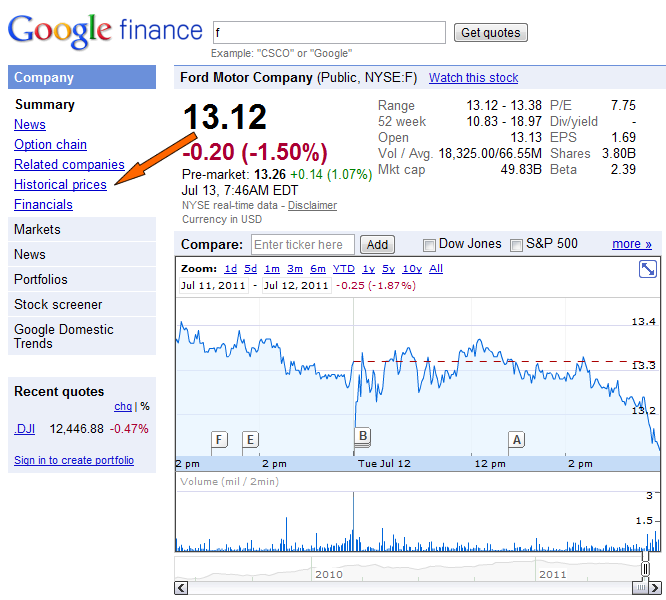 Google finance
f
Get quotes
Example: "CSCO" or "Google"
Company
Summary
News
Option chain
Related companies
Historical prices
Financials
Markets
News
Portfolios
Stock screener
Google Domestic
Trends
Recent quotes
chg | %
.DJI 12,446.88 -0.47%
Sign in to create portfolio
Ford Motor Company (Public, NYSE:F) Watch this stock
13.12
-0.20 (-1.50%)
Pre-market: 13.26 +0.14 (1.07%)
Jul 13, 7:46AM EDT
NYSE real-time data - Disclaimer
Currency in USD
Range 13.12 - 13.38 P/E 7.75
52 week 10.83 - 18.97 Div/yield -
Open 13.13 EPS 1.69
Vol / Avg. 18,325.00/66.55M Shares 3.80B
Mkt cap 49.83B Beta 2.39
Compare: Enter ticker here Add Dow Jones S&P 500 more »
Zoom: 1d 5d 1m 3m 6m YTD 1y 5y 10y All
Jul 11, 2011 - Jul 12, 2011 -0.25 (-1.87%)
13.4
13.3
13.2
F E B A
2 pm 2 pm Tue Jul 12 12 pm 2 pm
Volume (mil / 2min)
3
1.5
2010 2011